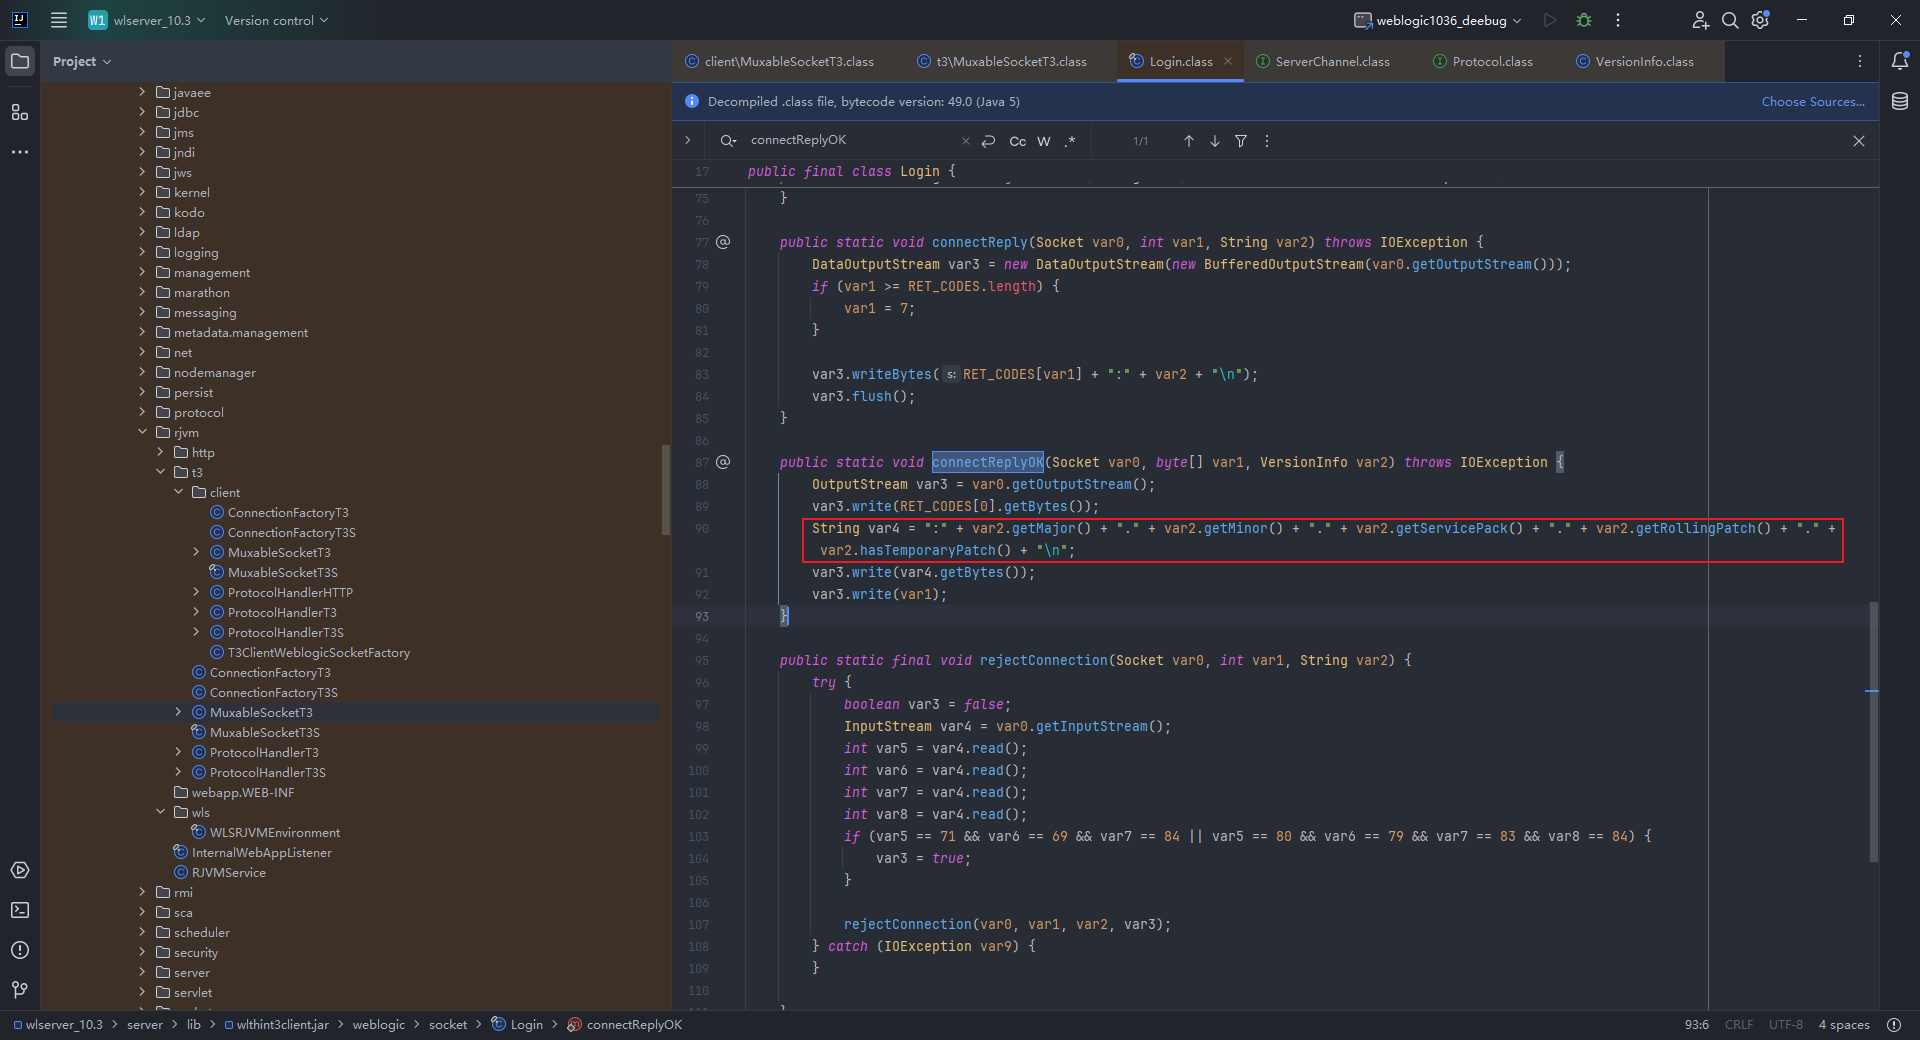 W1 wlserver_10.3 Version control weblogic1036_deebug
Project
client\MuxableSocketT3.class t3\MuxableSocketT3.class Login.class ServerChannel.class Protocol.class VersionInfo.class
Decompiled .class file, bytecode version: 49.0 (Java 5) Choose Sources...
connectReplyOK Cc W .* 1/1
javaee
jdbc
jms
jndi
jws
kernel
kodo
ldap
logging
management
marathon
messaging
metadata.management
net
nodemanager
persist
protocol
rjvm
http
t3
client
ConnectionFactoryT3
ConnectionFactoryT3S
MuxableSocketT3
MuxableSocketT3S
ProtocolHandlerHTTP
ProtocolHandlerT3
ProtocolHandlerT3S
T3ClientWeblogicSocketFactory
ConnectionFactoryT3
ConnectionFactoryT3S
MuxableSocketT3
MuxableSocketT3S
ProtocolHandlerT3
ProtocolHandlerT3S
webapp.WEB-INF
wls
WLSRJVMEnvironment
InternalWebAppListener
RJVMService
rmi
sca
scheduler
security
server
servlet
17 public final class Login {
75 }
76
77 public static void connectReply(Socket var0, int var1, String var2) throws IOException {
78 DataOutputStream var3 = new DataOutputStream(new BufferedOutputStream(var0.getOutputStream()));
79 if (var1 >= RET_CODES.length) {
80 var1 = 7;
81 }
82
83 var3.writeBytes( s: RET_CODES[var1] + ":" + var2 + "\n");
84 var3.flush();
85 }
86
87 public static void connectReplyOK(Socket var0, byte[] var1, VersionInfo var2) throws IOException {
88 OutputStream var3 = var0.getOutputStream();
89 var3.write(RET_CODES[0].getBytes());
90 String var4 = ":" + var2.getMajor() + "." + var2.getMinor() + "." + var2.getServicePack() + "." + var2.getRollingPatch() + "." +
var2.hasTemporaryPatch() + "\n";
91 var3.write(var4.getBytes());
92 var3.write(var1);
93 }
94
95 public static final void rejectConnection(Socket var0, int var1, String var2) {
96 try {
97 boolean var3 = false;
98 InputStream var4 = var0.getInputStream();
99 int var5 = var4.read();
100 int var6 = var4.read();
101 int var7 = var4.read();
102 int var8 = var4.read();
103 if (var5 == 71 && var6 == 69 && var7 == 84 || var5 == 80 && var6 == 79 && var7 == 83 && var8 == 84) {
104 var3 = true;
105 }
106
107 rejectConnection(var0, var1, var2, var3);
108 } catch (IOException var9) {
109 }
110
wlserver_10.3 > server > lib > wlthint3client.jar > weblogic > socket > Login > connectReplyOK 93:6 CRLF UTF-8 4 spaces